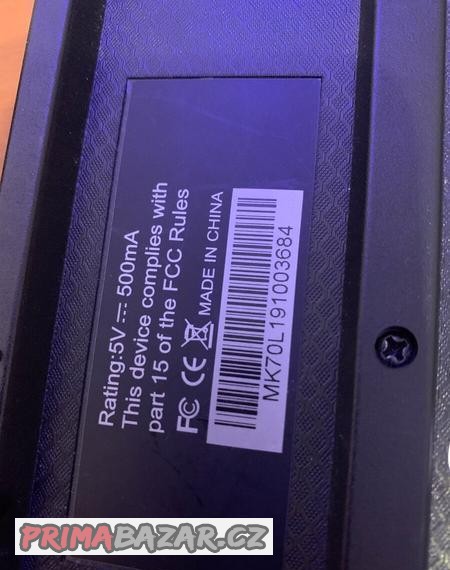 Rating:5V ⎓ 500mA
This device complies with
part 15 of the FCC Rules
FC CE MADE IN CHINA
MK70L191003684
PRIMABAZAR.CZ